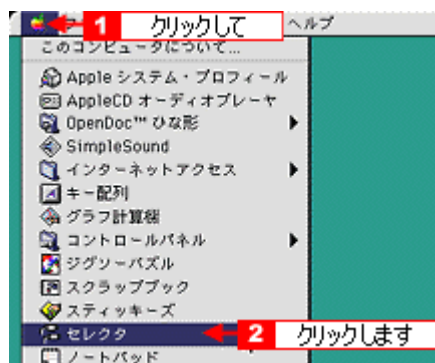 1 クリックして ヘルプ
このコンピュータについて...
Apple システム・プロフィール
AppleCD オーディオプレーヤ
OpenDoc™ ひな形
SimpleSound
インターネットアクセス
キー配列
グラフ計算機
コントロールパネル
ジグソーパズル
スクラップブック
スティッキーズ
セレクタ 2 クリックします
ノートパッド